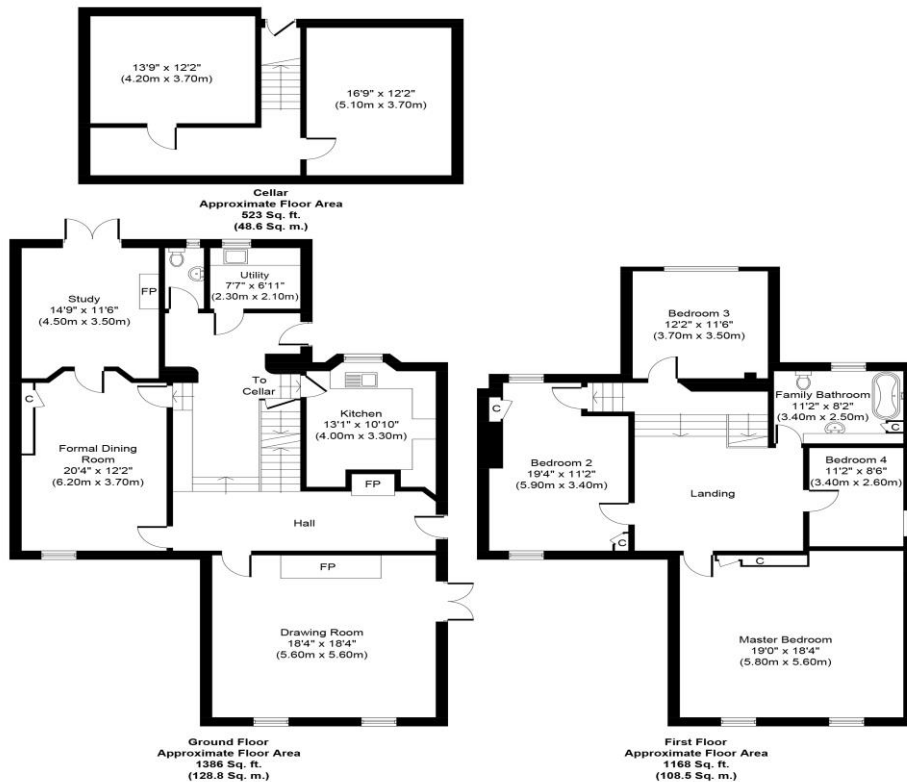 13'9" x 12'2"
(4.20m x 3.70m)
16'9" x 12'2"
(5.10m x 3.70m)
Cellar
Approximate Floor Area
523 Sq. ft.
(48.6 Sq. m.)
Study
14'9" x 11'6"
(4.50m x 3.50m)
FP
Utility
7'7" x 6'11"
(2.30m x 2.10m)
To
Cellar
Kitchen
13'1" x 10'10"
(4.00m x 3.30m)
FP
C
Formal Dining
Room
20'4" x 12'2"
(6.20m x 3.70m)
Hall
FP
Drawing Room
18'4" x 18'4"
(5.60m x 5.60m)
Ground Floor
Approximate Floor Area
1386 Sq. ft.
(128.8 Sq. m.)
Bedroom 3
12'2" x 11'6"
(3.70m x 3.50m)
Family Bathroom
11'2" x 8'2"
(3.40m x 2.50m)
C
C
Bedroom 2
19'4" x 11'2"
(5.90m x 3.40m)
C
Landing
Bedroom 4
11'2" x 8'6"
(3.40m x 2.60m)
C
Master Bedroom
19'0" x 18'4"
(5.80m x 5.60m)
First Floor
Approximate Floor Area
1168 Sq. ft.
(108.5 Sq. m.)